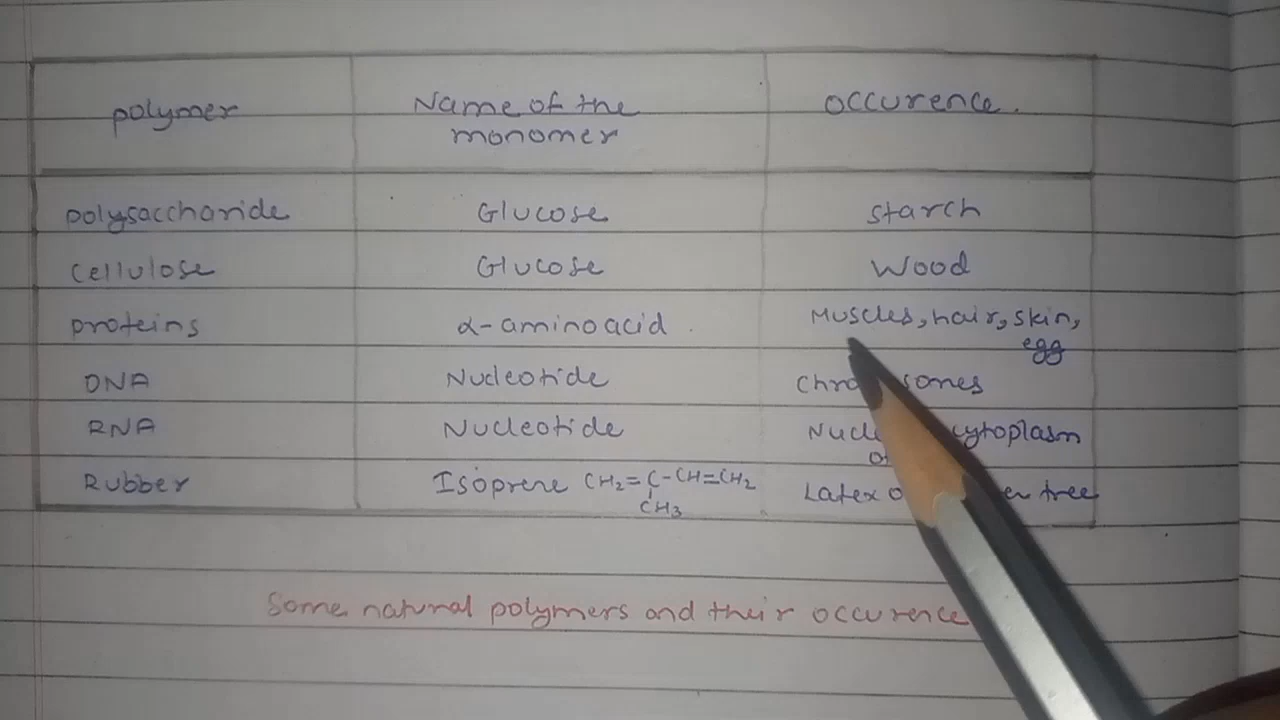 polymer Name of the occurence.
monomer
polysaccharide Glucose starch
cellulose Glucose Wood
proteins α-aminoacid Muscles, hair, skin,
egg
DNA Nucleotide
RNA Nucleotide cytoplasm
Rubber Isoprene CH2=C-CH=CH2 Latex tree
CH3
Some natural polymers and their occurence